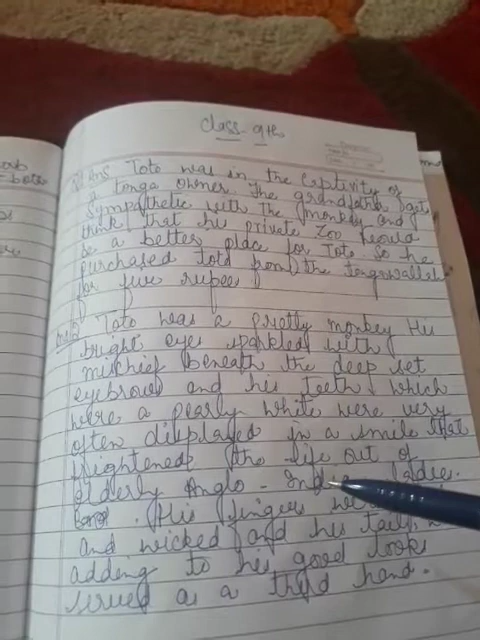 Class 9th
Ans Toto was in the Captivity of
a tonga owner. The grandfather get
sympathetic with the monkey and
think that his private Zoo would
be a better place for Toto. So he
purchased toto from the tongawallah
for five rupees
Ans 2 Toto was a pretty monkey His
bright eyes sparkled with
mischief beneath the deep set
eyebrows and his teeth which
were a pearly white were very
often displayed in a smile that
frightened the life out of
elderly Anglo-Indian ladies.
His fingers
and wicked and his tail
adding to his good looks
served as a third hand.